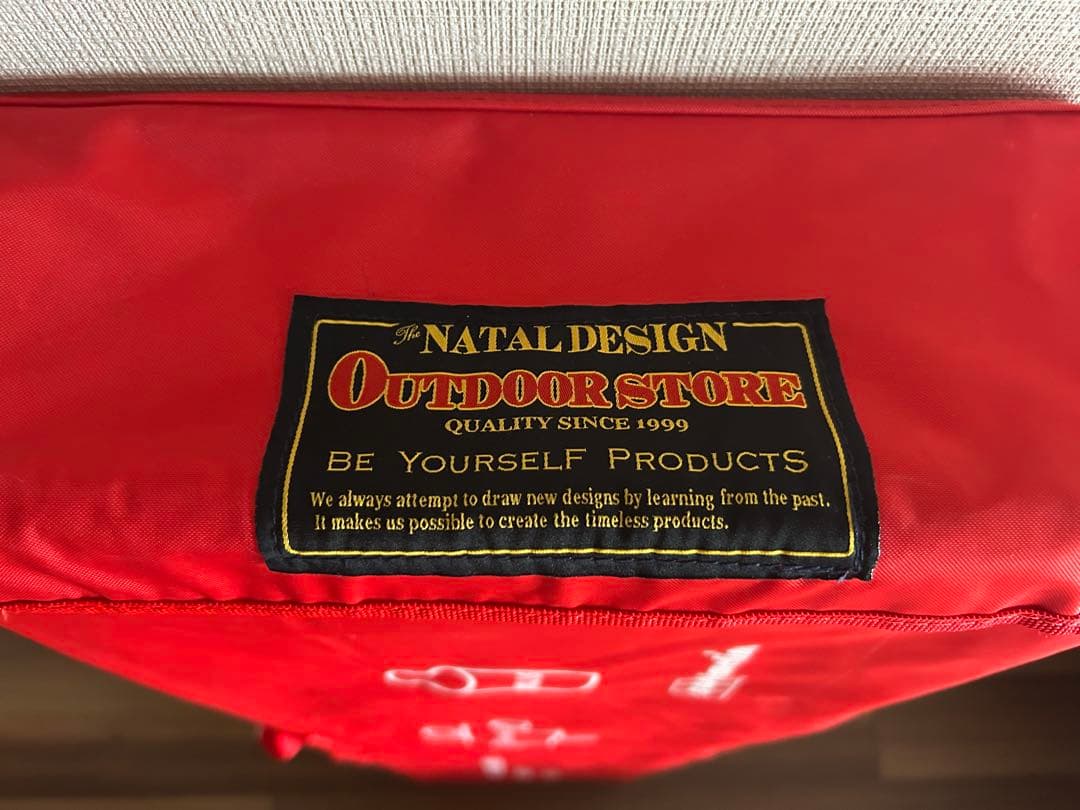 The NATAL DESIGN
OUTDOOR STORE
QUALITY SINCE 1999
BE YOURSELF PRODUCTS
We always attempt to draw new designs by learning from the past.
It makes us possible to create the timeless products.